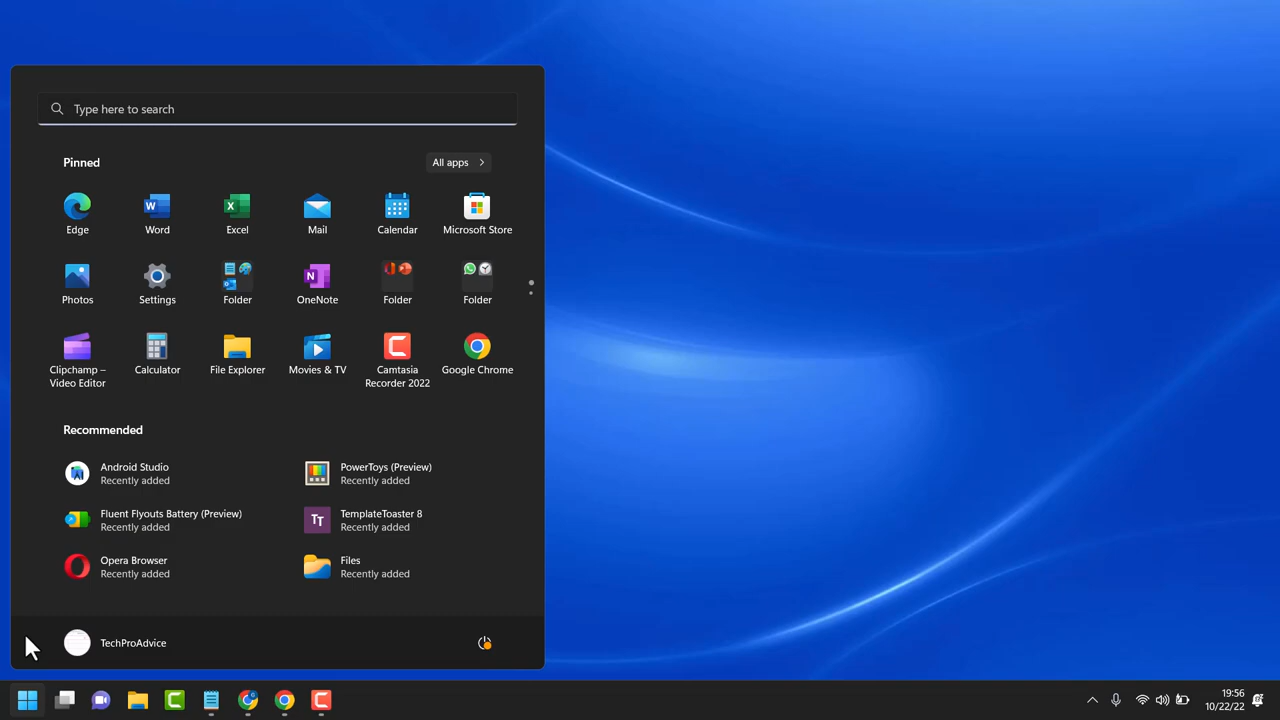 Type here to search
Pinned
All apps
Edge
Word
Excel
Mail
Calendar
Microsoft Store
Photos
Settings
Folder
OneNote
Folder
Folder
Clipchamp –
Video Editor
Calculator
File Explorer
Movies & TV
Camtasia
Recorder 2022
Google Chrome
Recommended
Android Studio
Recently added
PowerToys (Preview)
Recently added
Fluent Flyouts Battery (Preview)
Recently added
TT
TemplateToaster 8
Recently added
Opera Browser
Recently added
Files
Recently added
TechProAdvice
19:56
10/22/22